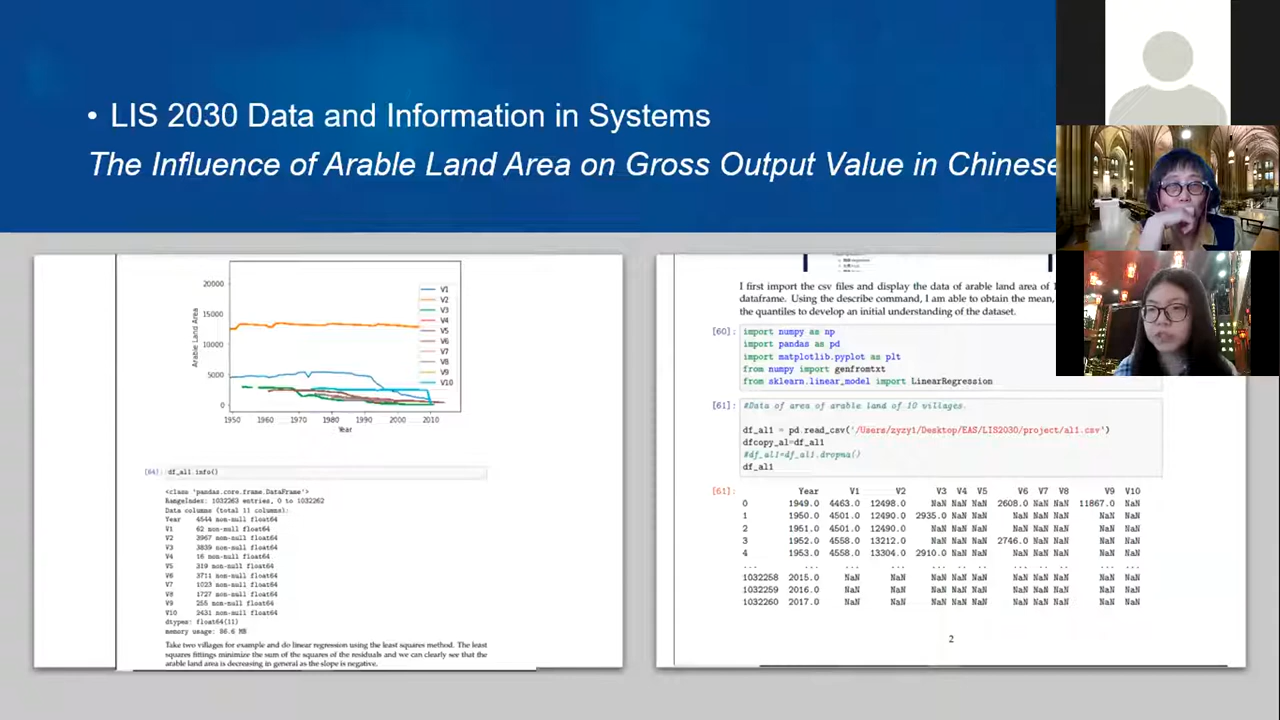 • LIS 2030 Data and Information in Systems
The Influence of Arable Land Area on Gross Output Value in Chinese
20000
15000
10000
5000
0
Arable Land Area
1950 1960 1970 1980 1990 2000 2010
Year
V1
V2
V3
V4
V5
V6
V7
V8
V9
V10
[84]: df_al1.info()
<class 'pandas.core.frame.DataFrame'>
RangeIndex: 1032263 entries, 0 to 1032262
Data columns (total 11 columns):
Year 4544 non-null float64
V1 62 non-null float64
V2 3967 non-null float64
V3 3839 non-null float64
V4 16 non-null float64
V5 319 non-null float64
V6 3711 non-null float64
V7 1023 non-null float64
V8 1727 non-null float64
V9 255 non-null float64
V10 2431 non-null float64
dtypes: float64(11)
memory usage: 86.6 MB
Take two villages for example and do linear regression using the least squares method. The least
squares fittings minimize the sum of the squares of the residuals and we can clearly see that the
arable land area is decreasing in general as the slope is negative.
I first import the csv files and display the data of arable land area of 1
dataframe. Using the describe command, I am able to obtain the mean,
the quantiles to develop an initial understanding of the dataset.
[60]: import numpy as np
import pandas as pd
import matplotlib.pyplot as plt
from numpy import genfromtxt
from sklearn.linear_model import LinearRegression
[61]: #Data of area of arable land of 10 villages.
df_al1 = pd.read_csv('/Users/zyzy1/Desktop/EAS/LIS2030/project/al1.csv')
dfcopy_al=df_al1
#df_al1=df_al1.dropna()
df_al1
[61]: Year V1 V2 V3 V4 V5 V6 V7 V8 V9 V10
0 1949.0 4463.0 12498.0 NaN NaN NaN 2608.0 NaN NaN 11867.0 NaN
1 1950.0 4501.0 12490.0 2935.0 NaN NaN NaN NaN NaN NaN NaN
2 1951.0 4501.0 12490.0 NaN NaN NaN NaN NaN NaN NaN NaN
3 1952.0 4558.0 13212.0 NaN NaN NaN 2746.0 NaN NaN NaN NaN
4 1953.0 4558.0 13304.0 2910.0 NaN NaN NaN NaN NaN NaN NaN
... ... ... ... ... .. .. ... .. .. ... ...
1032258 2015.0 NaN NaN NaN NaN NaN NaN NaN NaN NaN NaN
1032259 2016.0 NaN NaN NaN NaN NaN NaN NaN NaN NaN NaN
1032260 2017.0 NaN NaN NaN NaN NaN NaN NaN NaN NaN NaN
2